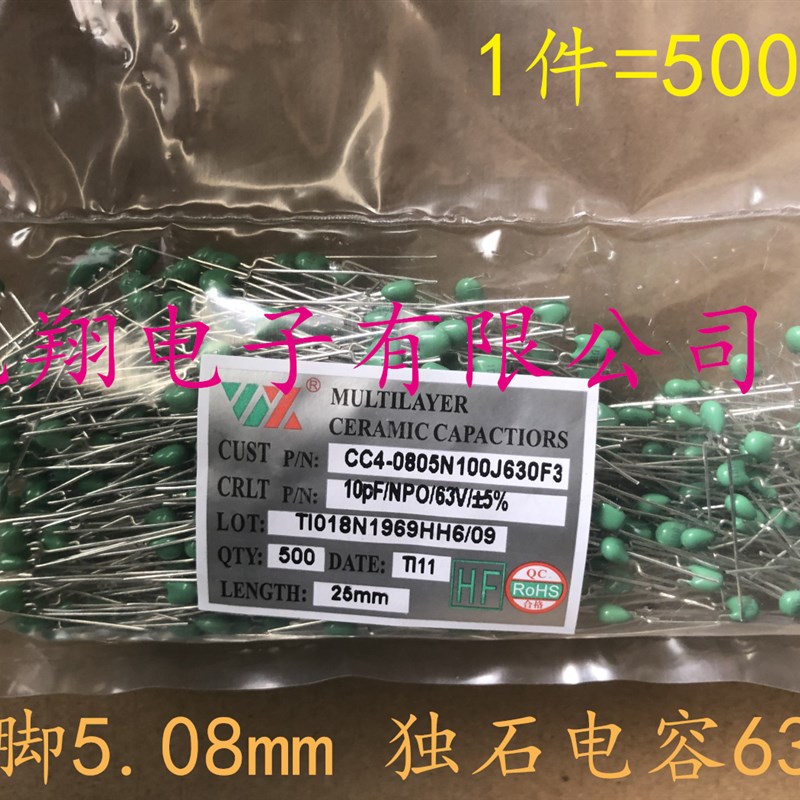 1件=500
翔电子有限公司
WX® MULTILAYER
CERAMIC CAPACTIORS
CUST P/N: CC4-0805N100J630F3
CRLT P/N: 10pF/NPO/63V/±5%
LOT: TI018N1969HH6/09
QTY: 500 DATE: TI11
LENGTH: 25mm
HF
QC
RoHS
合格
脚5.08mm 独石电容63